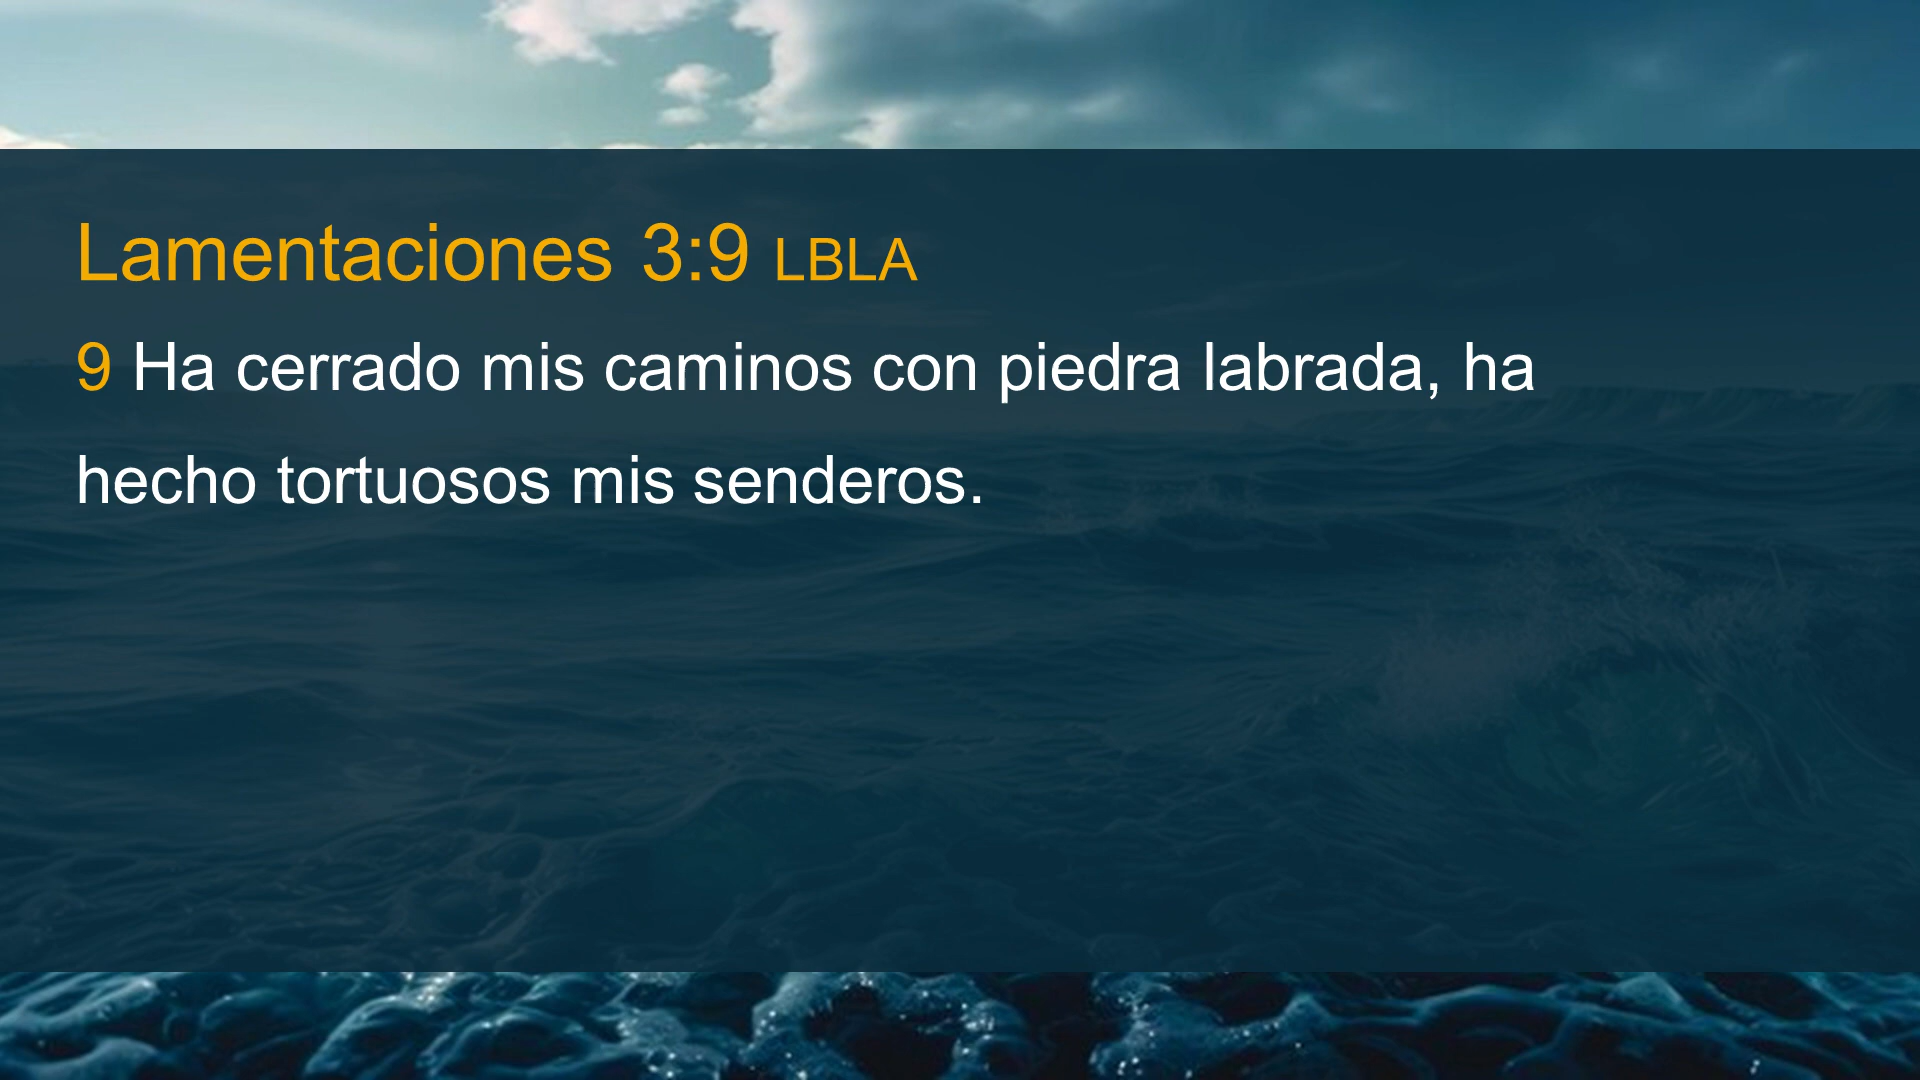 Lamentaciones 3:9 LBLA
9 Ha cerrado mis caminos con piedra labrada, ha
hecho tortuosos mis senderos.